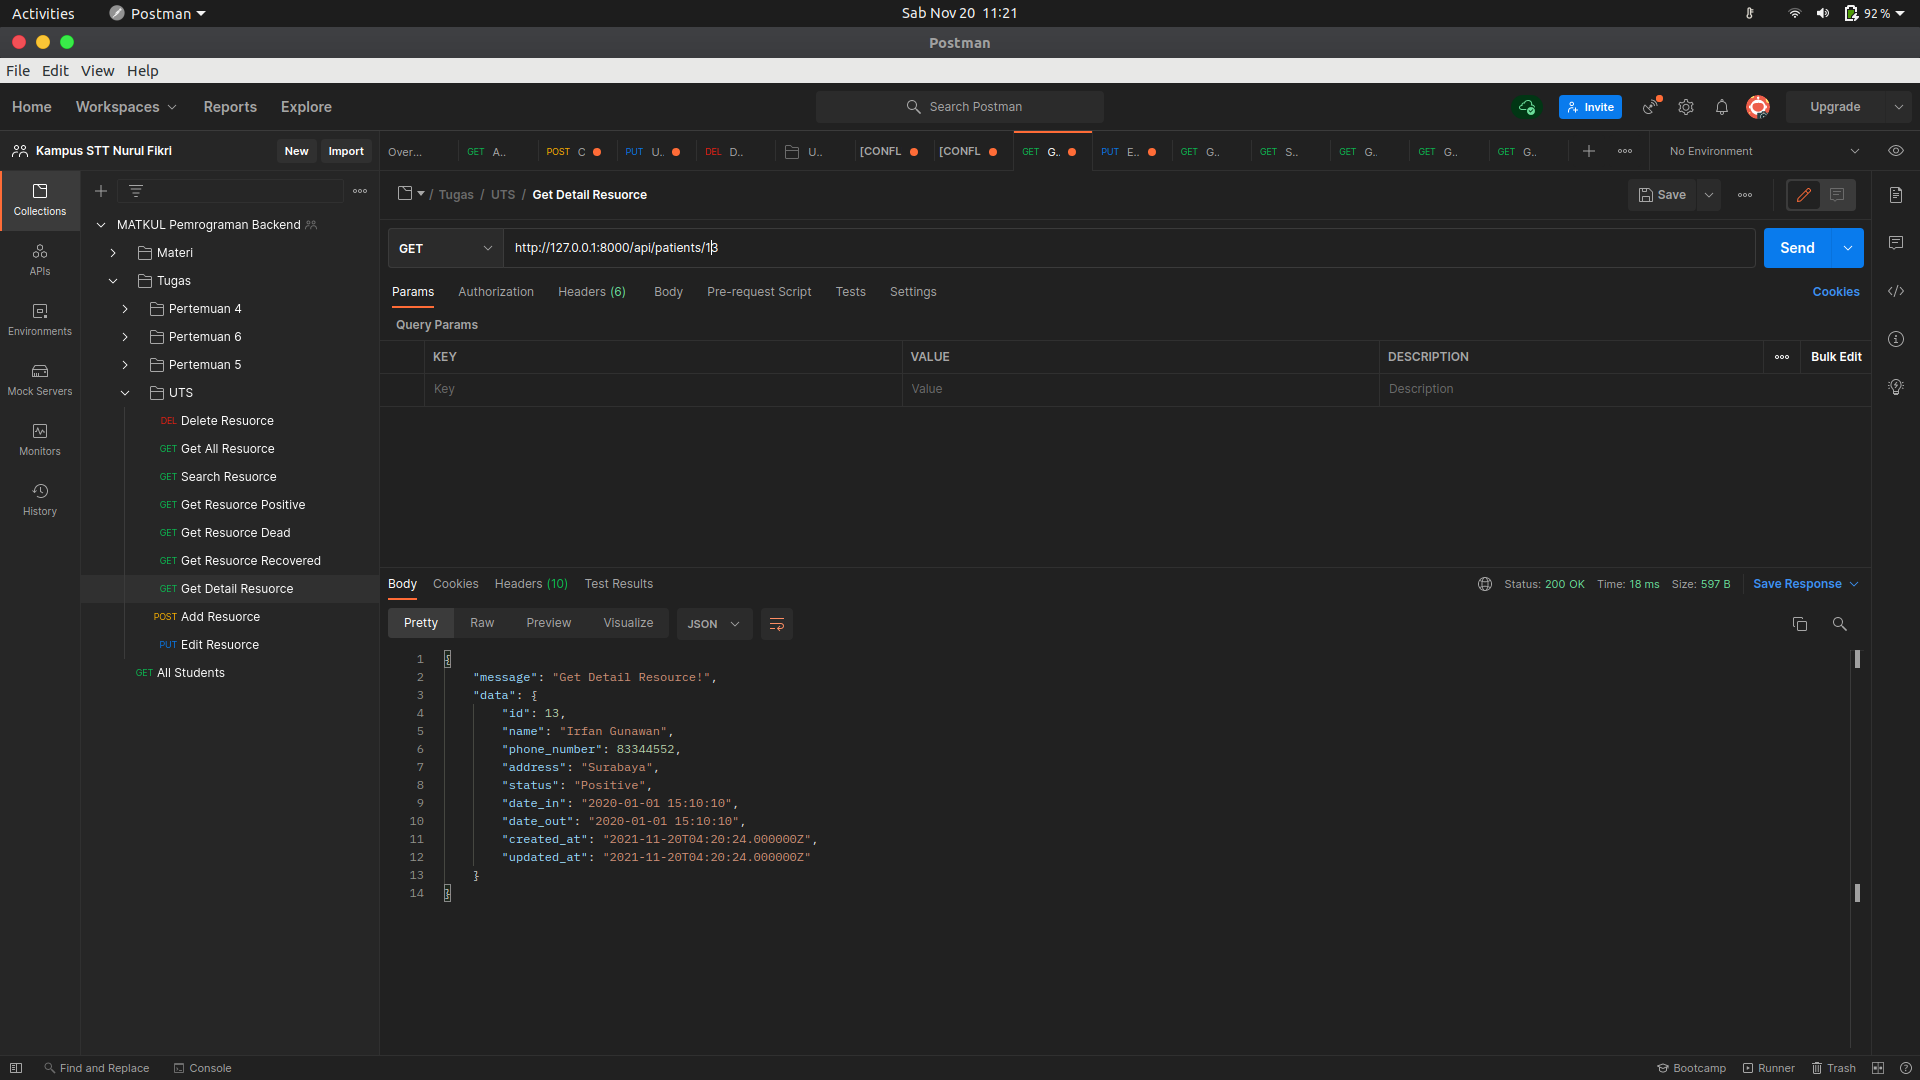 Activities Postman Sab Nov 20 11:21 92 %
Postman
File Edit View Help
Home Workspaces Reports Explore Search Postman Invite Upgrade
Kampus STT Nurul Fikri New Import
Over... GET A.. POST C PUT U.. DEL D.. U.. [CONFL [CONFL GET G.. PUT E.. GET G.. GET S.. GET G.. GET G.. GET G.. No Environment
Collections
APIs
Environments
Mock Servers
Monitors
History
MATKUL Pemrograman Backend
Materi
Tugas
Pertemuan 4
Pertemuan 6
Pertemuan 5
UTS
DEL Delete Resuorce
GET Get All Resuorce
GET Search Resuorce
GET Get Resuorce Positive
GET Get Resuorce Dead
GET Get Resuorce Recovered
GET Get Detail Resuorce
POST Add Resuorce
PUT Edit Resuorce
GET All Students
/ Tugas / UTS / Get Detail Resuorce Save
GET http://127.0.0.1:8000/api/patients/13 Send
Params Authorization Headers (6) Body Pre-request Script Tests Settings Cookies
Query Params
KEY VALUE DESCRIPTION Bulk Edit
Key Value Description
Body Cookies Headers (10) Test Results Status: 200 OK Time: 18 ms Size: 597 B Save Response
Pretty Raw Preview Visualize JSON
1 {
2 "message": "Get Detail Resource!",
3 "data": {
4 "id": 13,
5 "name": "Irfan Gunawan",
6 "phone_number": 83344552,
7 "address": "Surabaya",
8 "status": "Positive",
9 "date_in": "2020-01-01 15:10:10",
10 "date_out": "2020-01-01 15:10:10",
11 "created_at": "2021-11-20T04:20:24.000000Z",
12 "updated_at": "2021-11-20T04:20:24.000000Z"
13 }
14 }
Find and Replace Console Bootcamp Runner Trash